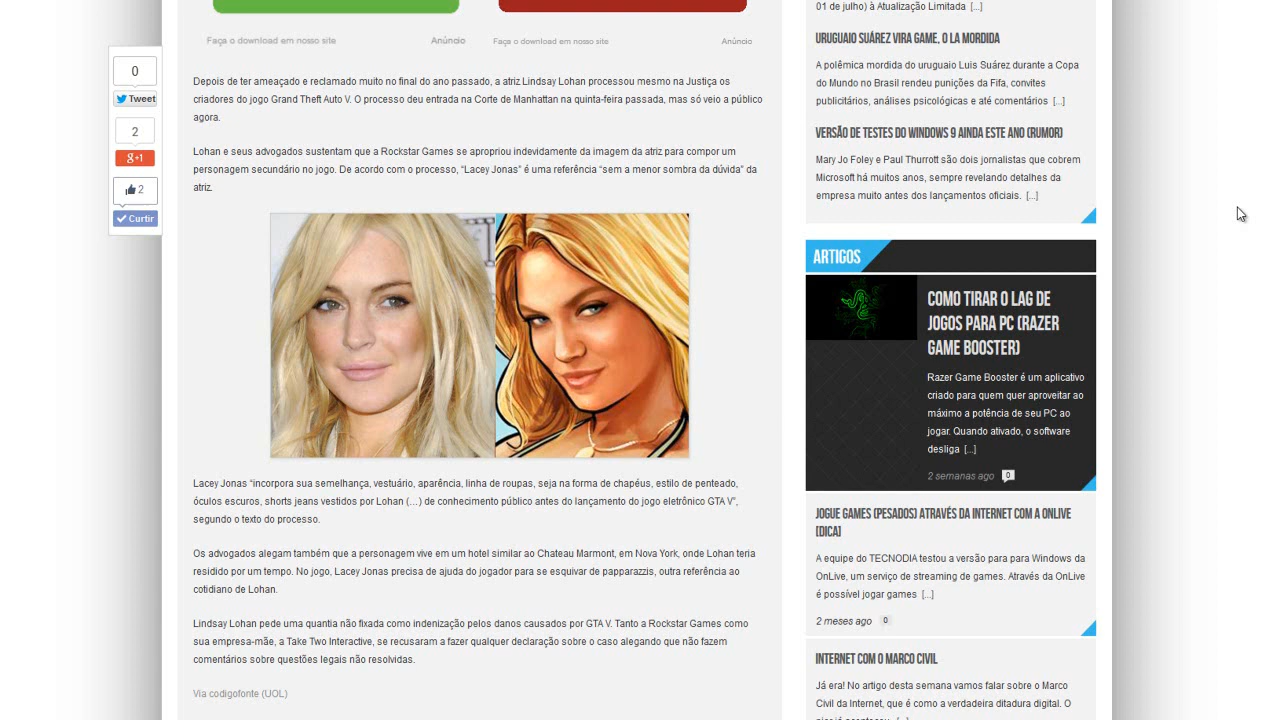 Faça o download em nosso site
Anúncio
Faça o download em nosso site
Anúncio
0
Tweet
2
g+1
2
Curtir
Depois de ter ameaçado e reclamado muito no final do ano passado, a atriz Lindsay Lohan processou mesmo na Justiça os
criadores do jogo Grand Theft Auto V. O processo deu entrada na Corte de Manhattan na quinta-feira passada, mas só veio a público
agora.
Lohan e seus advogados sustentam que a Rockstar Games se apropriou indevidamente da imagem da atriz para compor um
personagem secundário no jogo. De acordo com o processo, “Lacey Jonas” é uma referência “sem a menor sombra da dúvida” da
atriz.
Lacey Jonas “incorpora sua semelhança, vestuário, aparência, linha de roupas, seja na forma de chapéus, estilo de penteado,
óculos escuros, shorts jeans vestidos por Lohan (…) de conhecimento público antes do lançamento do jogo eletrônico GTA V”,
segundo o texto do processo.
Os advogados alegam também que a personagem vive em um hotel similar ao Chateau Marmont, em Nova York, onde Lohan teria
residido por um tempo. No jogo, Lacey Jonas precisa de ajuda do jogador para se esquivar de papparazzis, outra referência ao
cotidiano de Lohan.
Lindsay Lohan pede uma quantia não fixada como indenização pelos danos causados por GTA V. Tanto a Rockstar Games como
sua empresa-mãe, a Take Two Interactive, se recusaram a fazer qualquer declaração sobre o caso alegando que não fazem
comentários sobre questões legais não resolvidas.
Via codigofonte (UOL)
01 de julho) à Atualização Limitada [...]
URUGUAIO SUÁREZ VIRA GAME, O LA MORDIDA
A polêmica mordida do uruguaio Luis Suárez durante a Copa
do Mundo no Brasil rendeu punições da Fifa, convites
publicitários, análises psicológicas e até comentários [...]
VERSÃO DE TESTES DO WINDOWS 9 AINDA ESTE ANO (RUMOR)
Mary Jo Foley e Paul Thurrott são dois jornalistas que cobrem
Microsoft há muitos anos, sempre revelando detalhes da
empresa muito antes dos lançamentos oficiais. [...]
ARTIGOS
COMO TIRAR O LAG DE
JOGOS PARA PC (RAZER
GAME BOOSTER)
Razer Game Booster é um aplicativo
criado para quem quer aproveitar ao
máximo a potência de seu PC ao
jogar. Quando ativado, o software
desliga [...]
2 semanas ago 0
JOGUE GAMES (PESADOS) ATRAVÉS DA INTERNET COM A ONLIVE
[DICA]
A equipe do TECNODIA testou a versão para para Windows da
OnLive, um serviço de streaming de games. Através da OnLive
é possível jogar games [...]
2 meses ago 0
INTERNET COM O MARCO CIVIL
Já era! No artigo desta semana vamos falar sobre o Marco
Civil da Internet, que é como a verdadeira ditadura digital. O